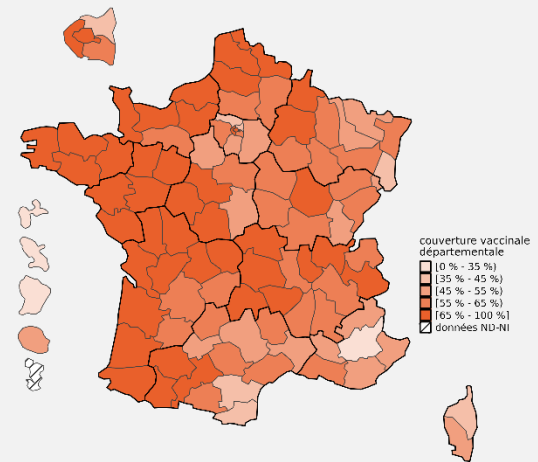 couverture vaccinale
départementale
[0 % - 35 %)
[35 % - 45 %)
[45 % - 55 %)
[55 % - 65 %)
[65 % - 100 %]
données ND-NI